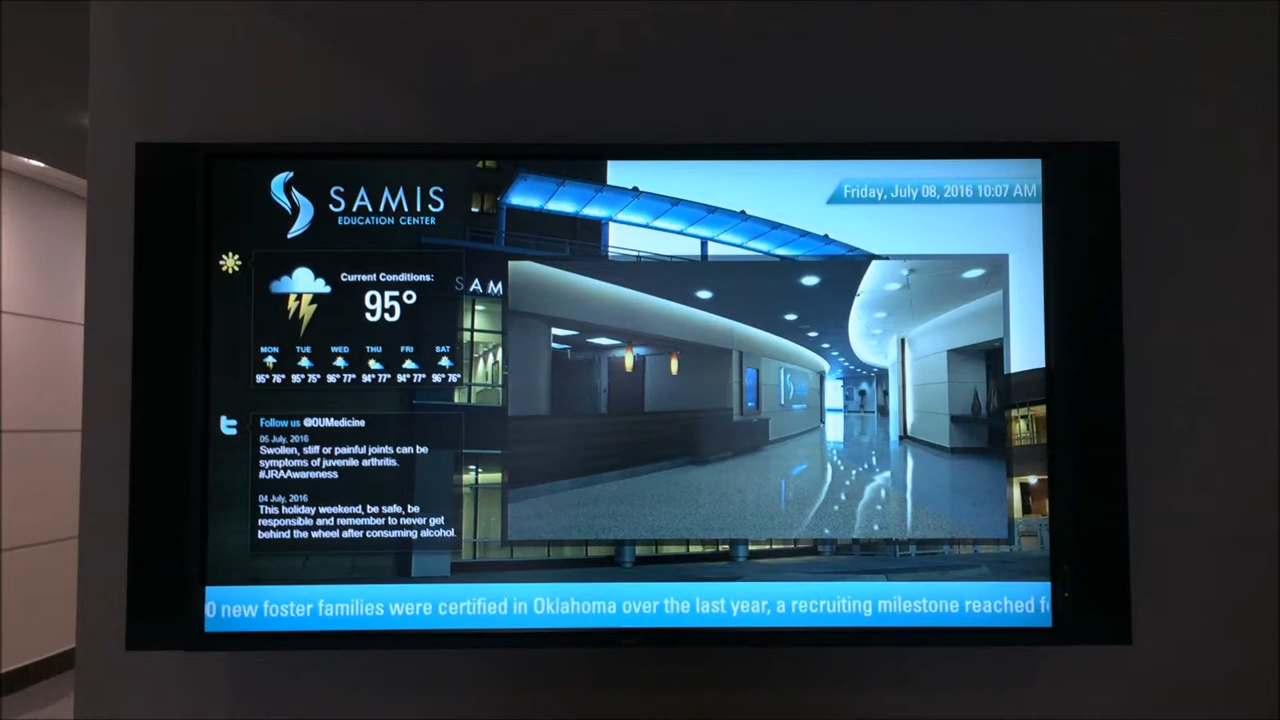 SAMIS
EDUCATION CENTER
Friday, July 08, 2016 10:07 AM
Current Conditions:
95°
MON TUE WED THU FRI SAT
95° 76° 95° 75° 96° 77° 94° 77° 94° 77° 96° 76°
SAM
SAMIS
Follow us @OUMedicine
05 July, 2016
Swollen, stiff or painful joints can be
symptoms of juvenile arthritis.
#JRAAwareness
04 July, 2016
This holiday weekend, be safe, be
responsible and remember to never get
behind the wheel after consuming alcohol.
0 new foster families were certified in Oklahoma over the last year, a recruiting milestone reached f